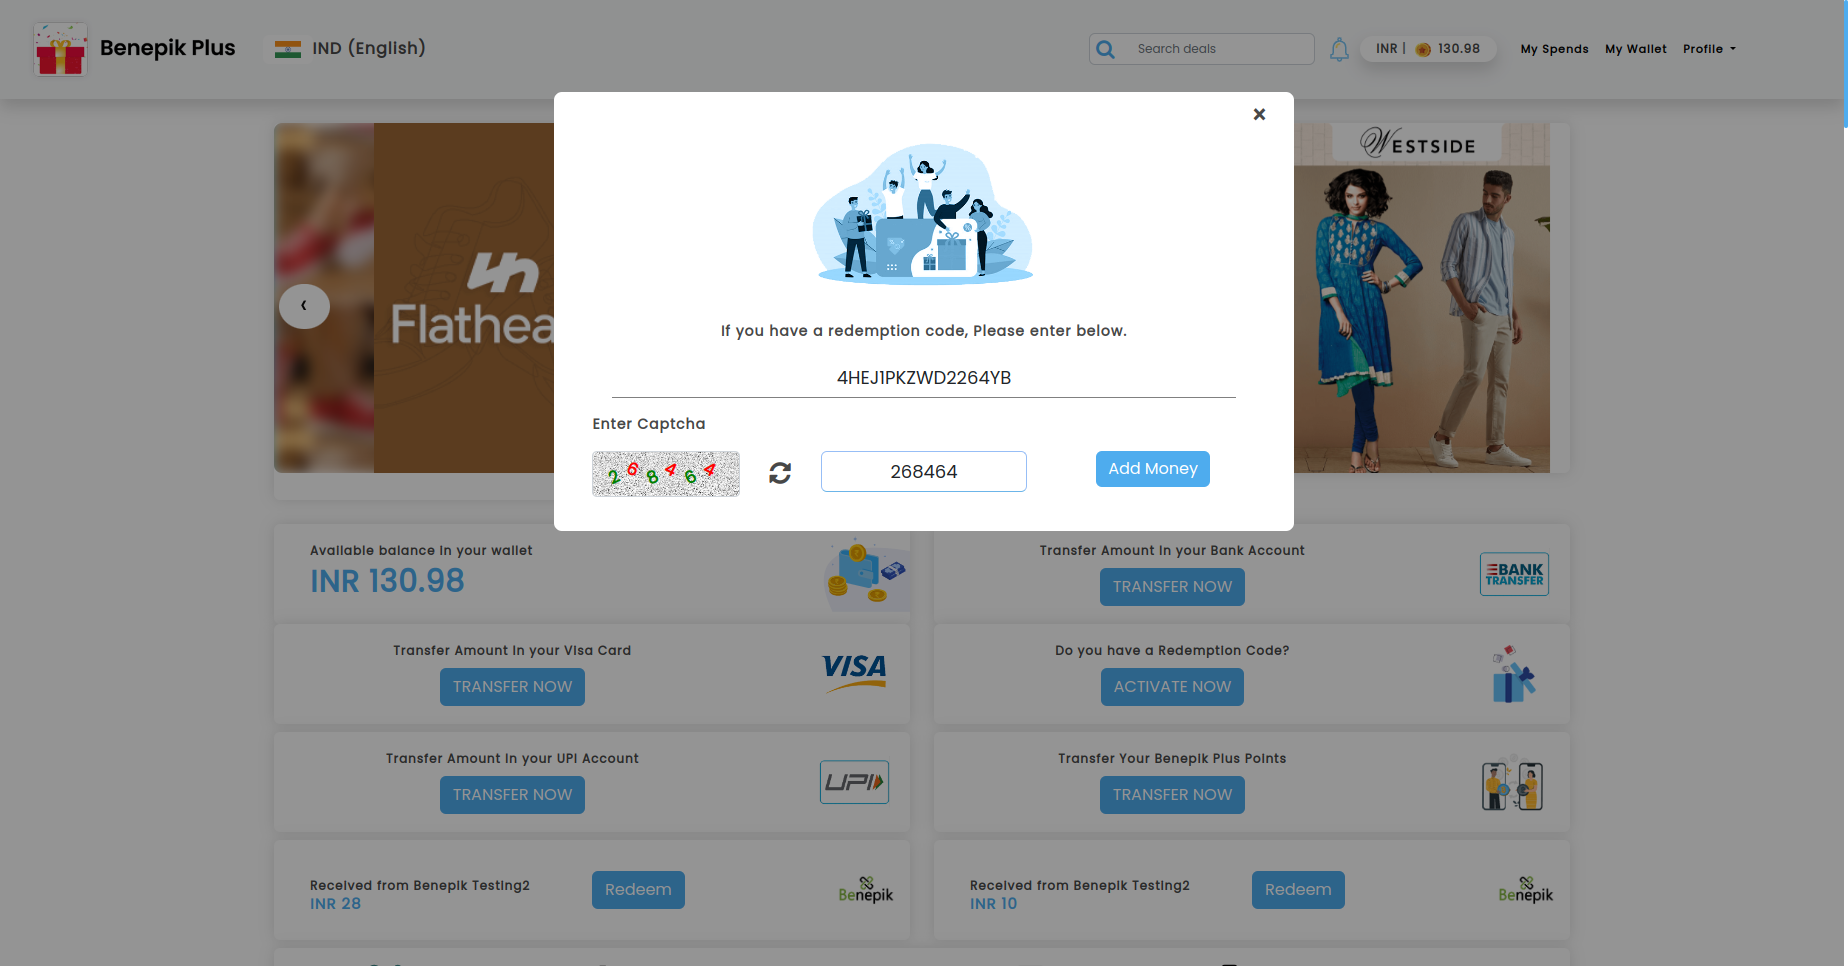 Benepik Plus
IND (English)
Search deals
INR | 130.98
My Spends
My Wallet
Profile
Flathea
WESTSIDE
If you have a redemption code, Please enter below.
4HEJ1PKZWD2264YB
Enter Captcha
268464
268464
Add Money
Available balance in your wallet
INR 130.98
Transfer Amount In your Bank Account
TRANSFER NOW
BANK
TRANSFER
Transfer Amount In your Visa Card
TRANSFER NOW
VISA
Do you have a Redemption Code?
ACTIVATE NOW
Transfer Amount In your UPI Account
TRANSFER NOW
UPI
Transfer Your Benepik Plus Points
TRANSFER NOW
Received from Benepik Testing2
INR 28
Redeem
Benepik
Received from Benepik Testing2
INR 10
Redeem
Benepik